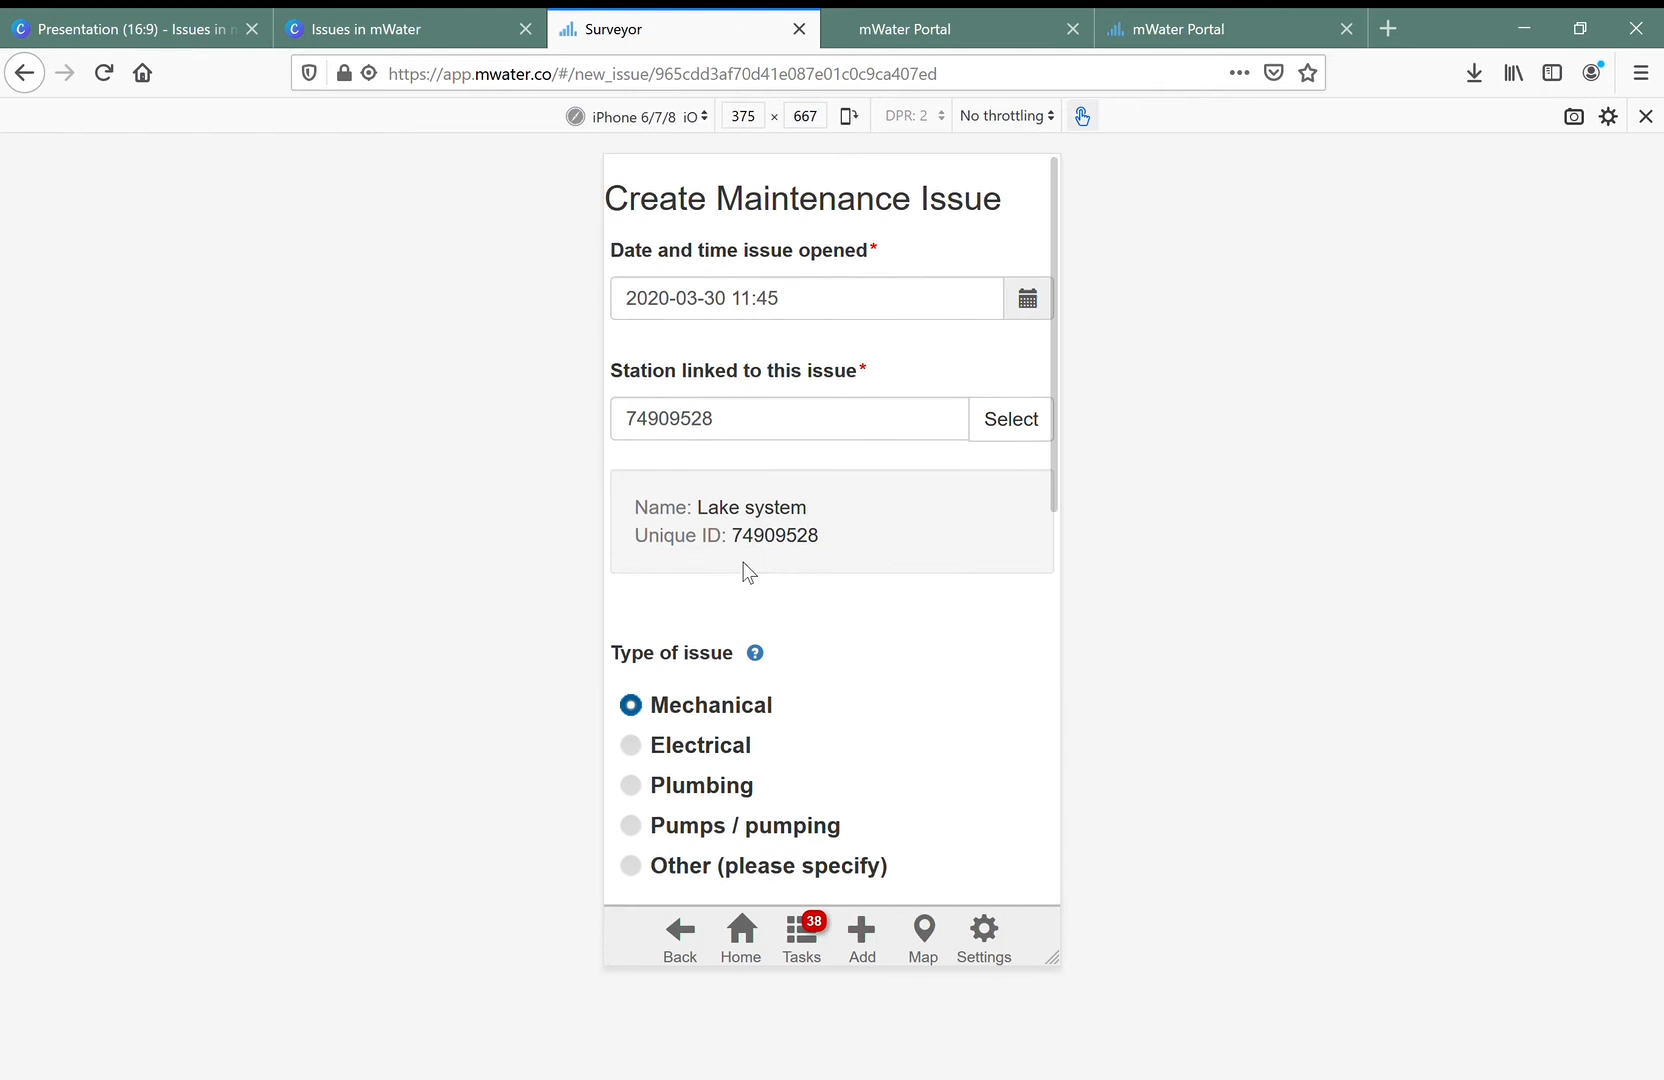 Presentation (16:9) - Issues in m
Issues in mWater
Surveyor
mWater Portal
mWater Portal
https://app.mwater.co/#/new_issue/965cdd3af70d41e087e01c0c9ca407ed
iPhone 6/7/8 iO
375 × 667
DPR: 2
No throttling
Create Maintenance Issue
Date and time issue opened*
2020-03-30 11:45
Station linked to this issue*
74909528
Select
Name: Lake system
Unique ID: 74909528
Type of issue ?
Mechanical
Electrical
Plumbing
Pumps / pumping
Other (please specify)
38
Back
Home
Tasks
Add
Map
Settings